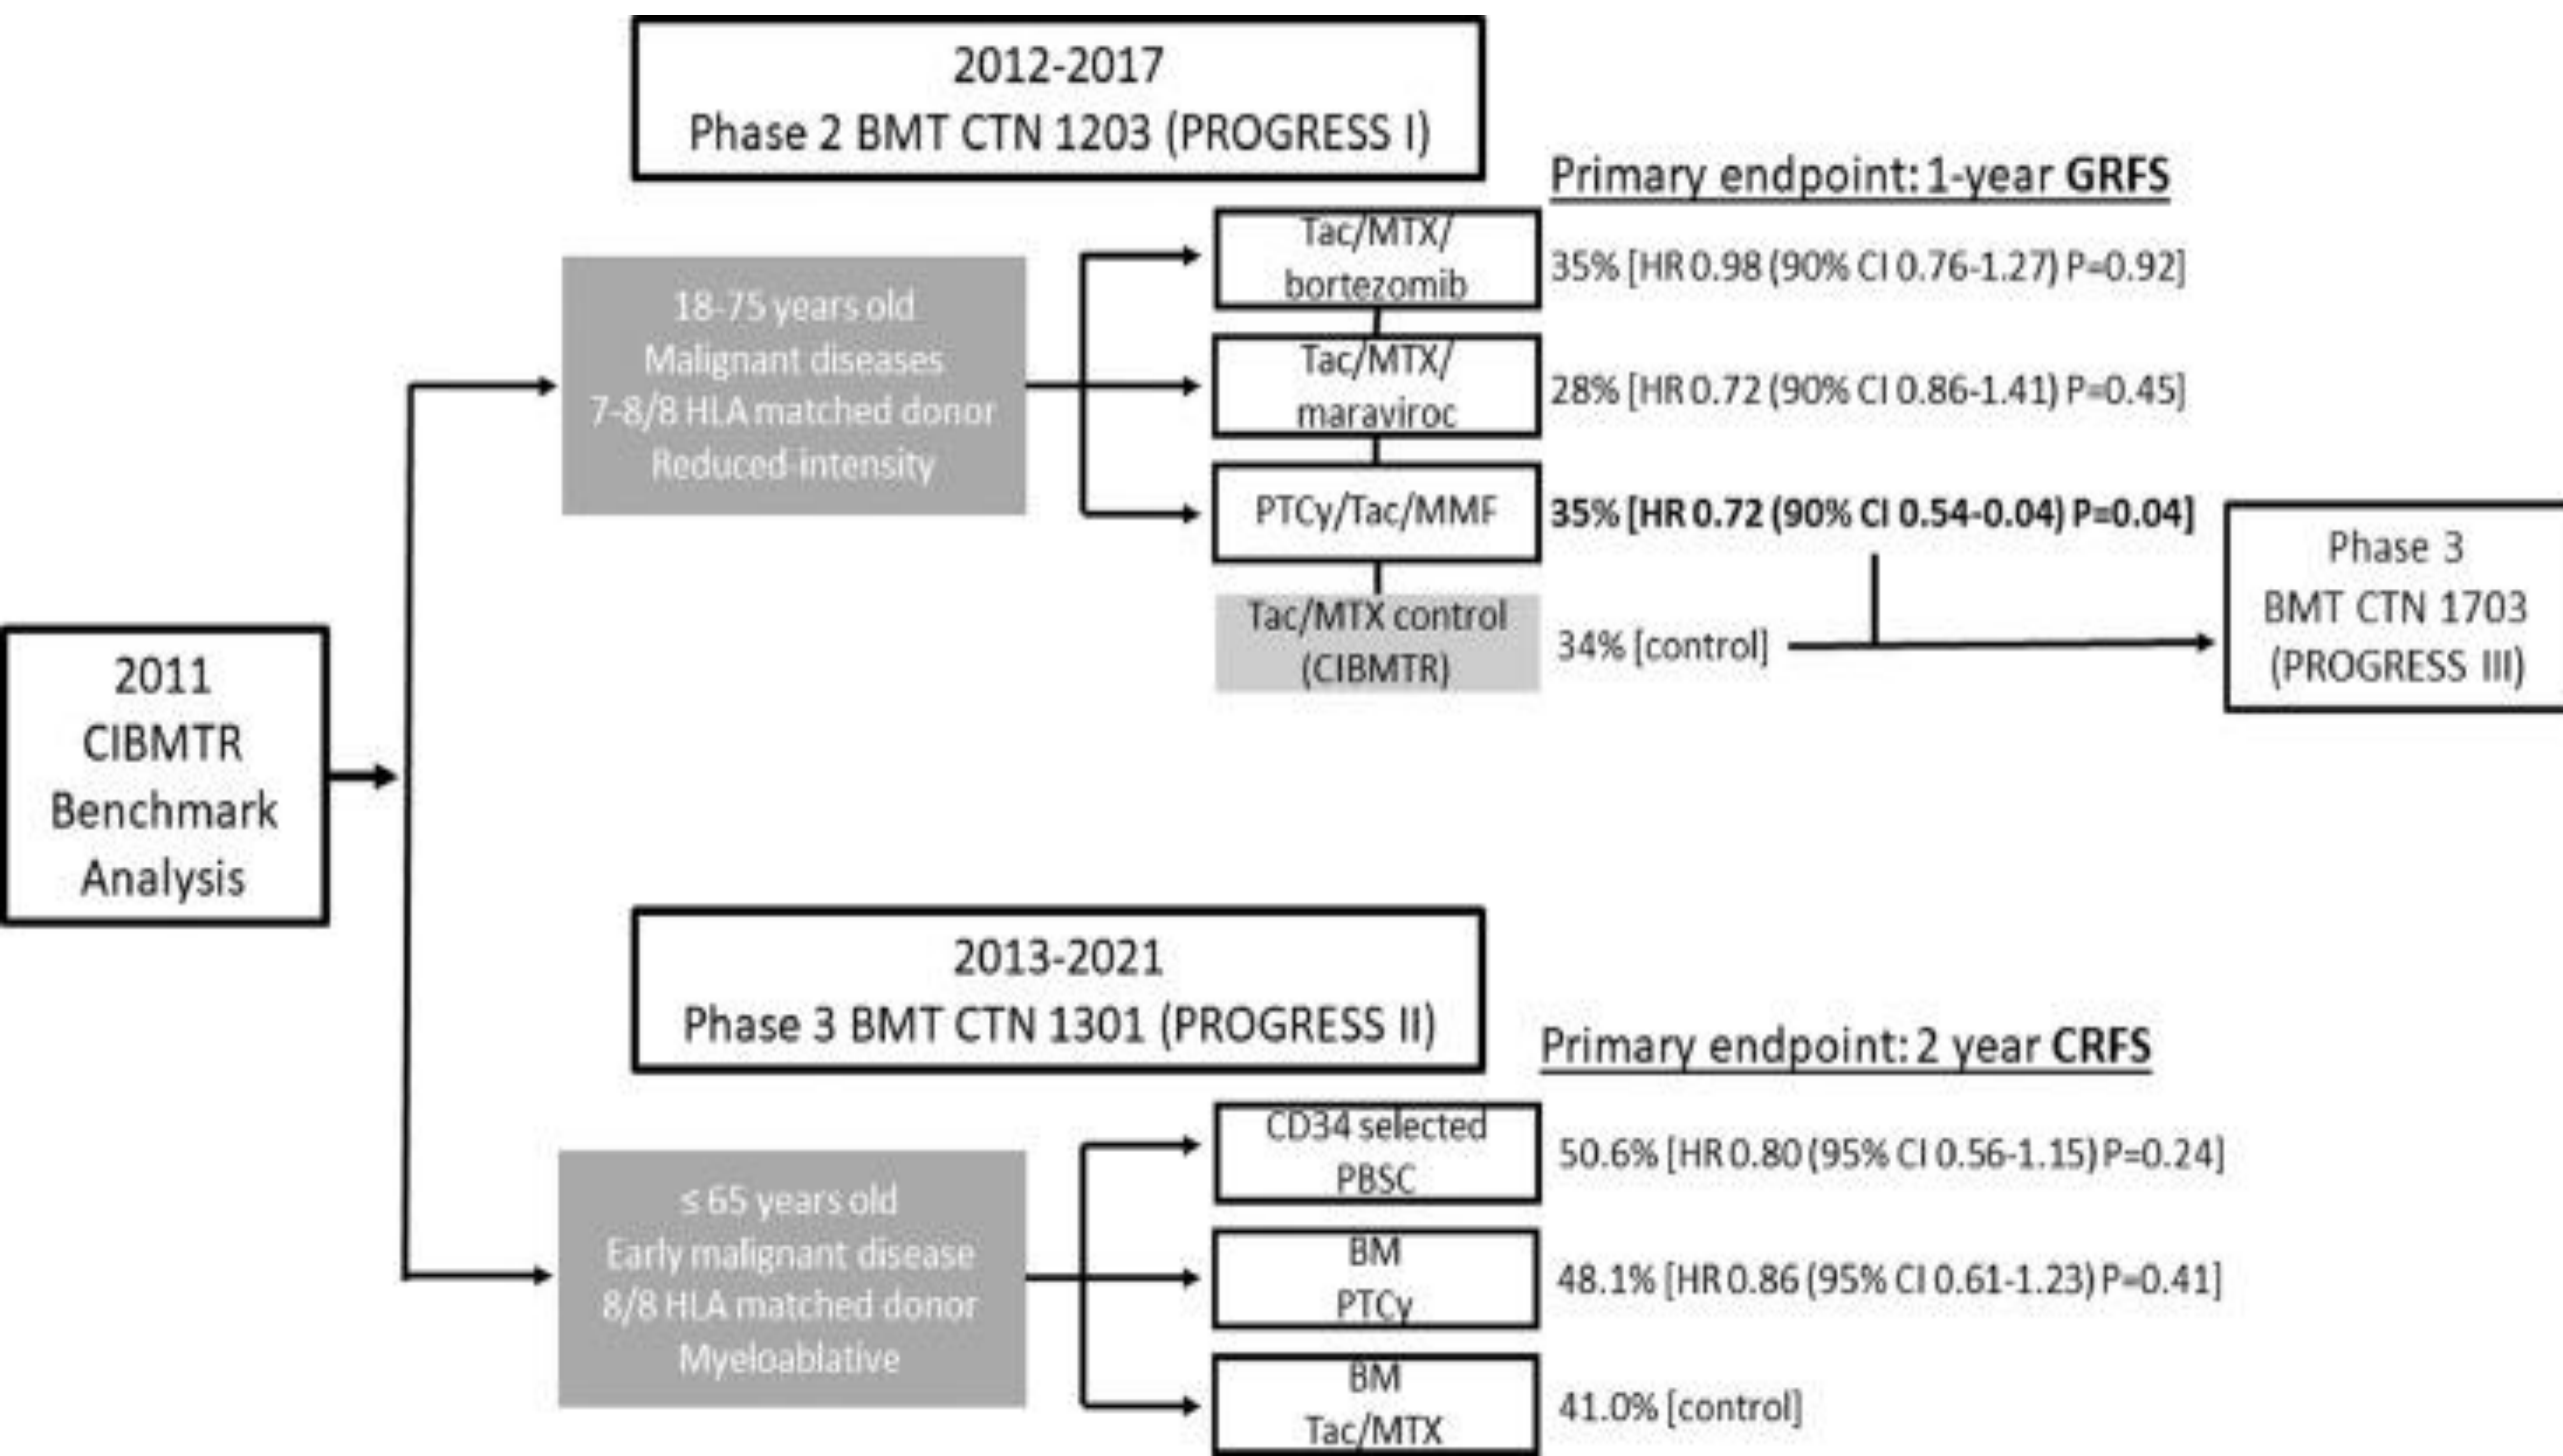 2012-2017
Phase 2 BMT CTN 1203 (PROGRESS I)
Primary endpoint: 1-year GRFS
18-75 years old
Malignant diseases
7-8/8 HLA matched donor
Reduced-intensity
Tac/MTX/
bortezomib
35% [HR 0.98 (90% CI 0.76-1.27) P=0.92]
Tac/MTX/
maraviroc
28% [HR 0.72 (90% CI 0.86-1.41) P=0.45]
PTCy/Tac/MMF
35% [HR 0.72 (90% CI 0.54-0.04) P=0.04]
Tac/MTX control
(CIBMTR)
34% [control]
Phase 3
BMT CTN 1703
(PROGRESS III)
2011
CIBMTR
Benchmark
Analysis
2013-2021
Phase 3 BMT CTN 1301 (PROGRESS II)
Primary endpoint: 2 year CRFS
≤ 65 years old
Early malignant disease
8/8 HLA matched donor
Myeloablative
CD34 selected
PBSC
50.6% [HR 0.80 (95% CI 0.56-1.15) P=0.24]
BM
PTCy
48.1% [HR 0.86 (95% CI 0.61-1.23) P=0.41]
BM
Tac/MTX
41.0% [control]